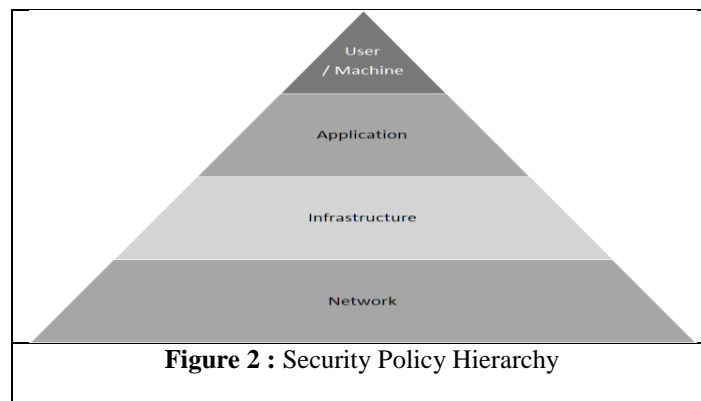 User
/ Machine
Application
Infrastructure
Network
Figure 2 : Security Policy Hierarchy